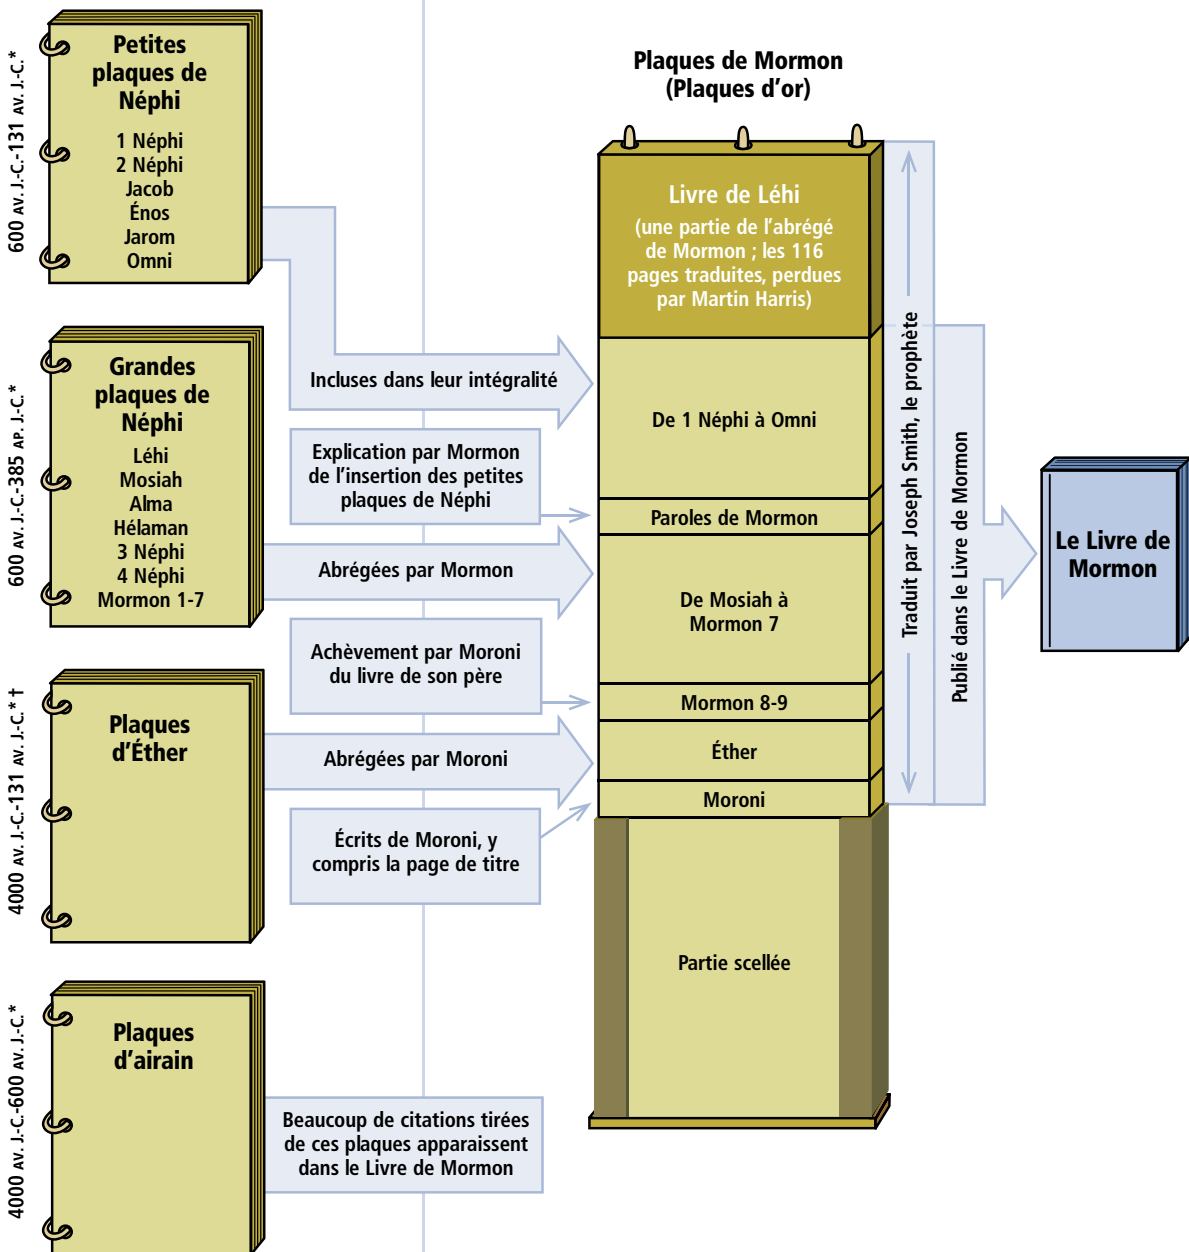 600 AV. J.-C.-131 AV. J.-C.*
Petites
plaques de
Néphi
1 Néphi
2 Néphi
Jacob
Énos
Jarom
Omni
600 AV. J.-C.-385 AP. J.-C.*
Grandes
plaques de
Néphi
Léhi
Mosiah
Alma
Hélaman
3 Néphi
4 Néphi
Mormon 1-7
4000 AV. J.-C.-131 AV. J.-C.*†
Plaques
d'Éther
4000 AV. J.-C.-600 AV. J.-C.*
Plaques
d'airain
Incluses dans leur intégralité
Explication par Mormon
de l'insertion des petites
plaques de Néphi
Abrégées par Mormon
Achèvement par Moroni
du livre de son père
Abrégées par Moroni
Écrits de Moroni, y
compris la page de titre
Beaucoup de citations tirées
de ces plaques apparaissent
dans le Livre de Mormon
Plaques de Mormon
(Plaques d'or)
Livre de Léhi
(une partie de l'abrégé
de Mormon ; les 116
pages traduites, perdues
par Martin Harris)
De 1 Néphi à Omni
Paroles de Mormon
De Mosiah à
Mormon 7
Mormon 8-9
Éther
Moroni
Partie scellée
Traduit par Joseph Smith, le prophète
Publié dans le Livre de Mormon
Le Livre de
Mormon